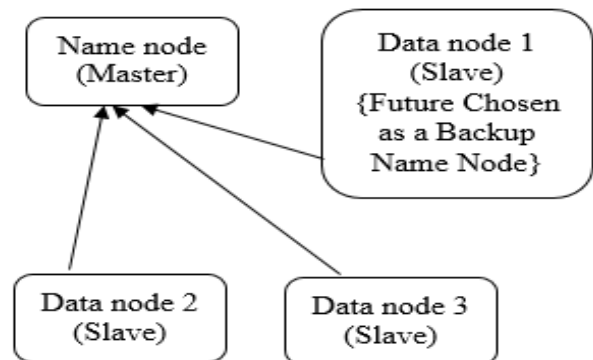 Name node
(Master)
Data node 1
(Slave)
{Future Chosen
as a Backup
Name Node}
Data node 2
(Slave)
Data node 3
(Slave)